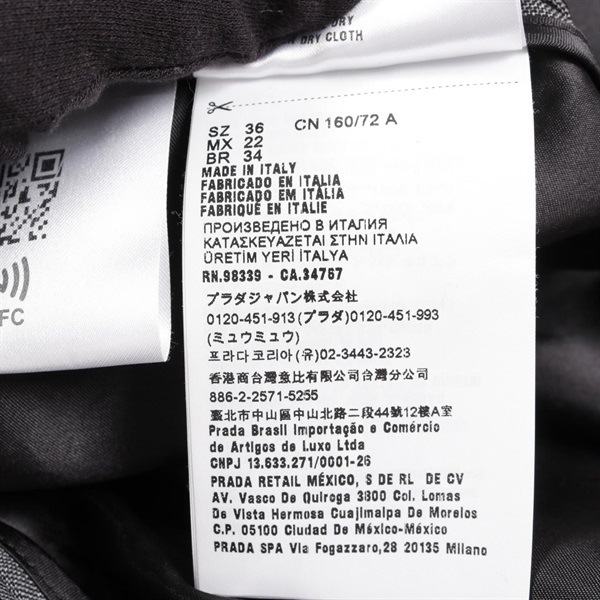 DRY
DRY CLOTH
SZ 36 CN 160/72 A
MX 22
BR 34
MADE IN ITALY
FABRICADO EN ITALIA
FABRICADO EM ITÁLIA
FABRIQUÉ EN ITALIE
ПРОИЗВЕДЕНО В ИТАЛИЯ
ΚΑΤΑΣΚΕΥΑΖΕΤΑΙ ΣΤΗΝ ΙΤΑΛΙΑ
ÜRETİM YERİ İTALYA
RN.98339 - CA.34767
プラダジャパン株式会社
0120-451-913(プラダ)0120-451-993
(ミュウミュウ)
프라다코리아(유)02-3443-2323
香港商台灣意比有限公司台灣分公司
886-2-2571-5255
臺北市中山區中山北路二段44號12樓A室
Prada Brasil Importação e Comércio
de Artigos de Luxo Ltda
CNPJ 13.633.271/0001-26
PRADA RETAIL MÉXICO, S DE RL DE CV
AV. Vasco De Quiroga 3800 Col. Lomas
De Vista Hermosa Cuajimalpa De Morelos
C.P. 05100 Ciudad De México-México
PRADA SPA Via Fogazzaro,28 20135 Milano
FC